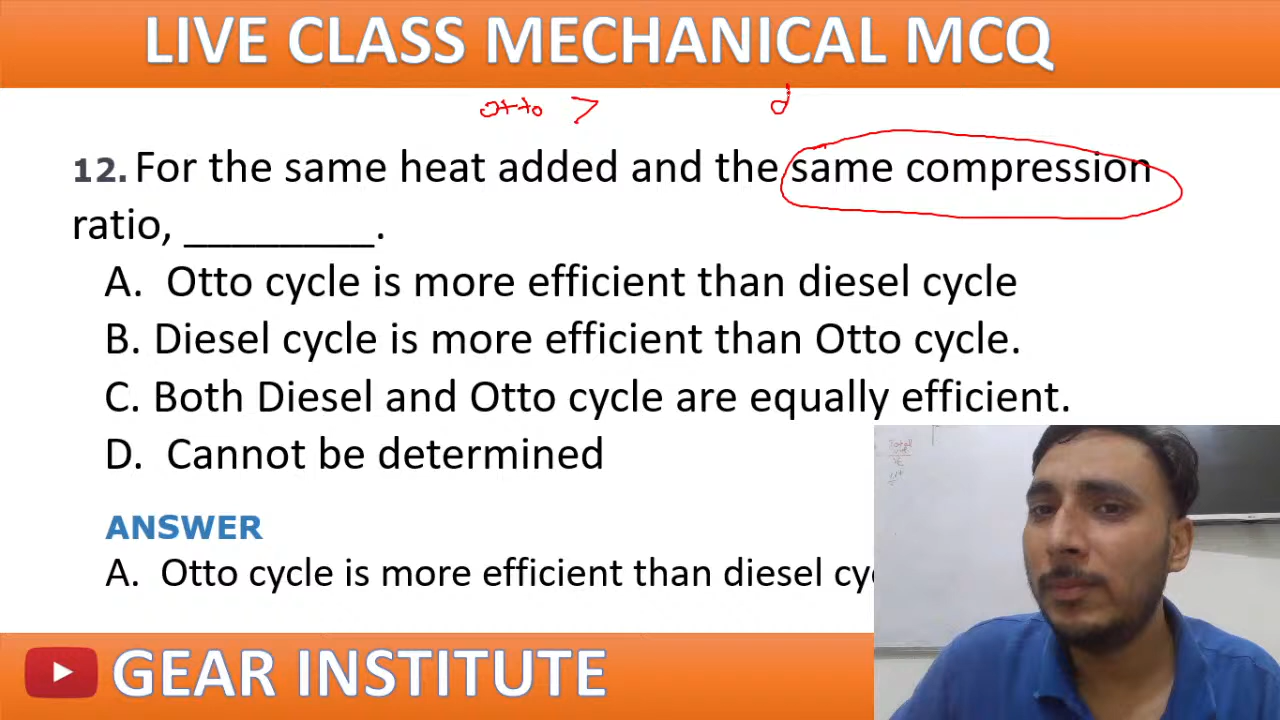 LIVE CLASS MECHANICAL MCQ
otto > d
12. For the same heat added and the same compression
ratio, ________.
A. Otto cycle is more efficient than diesel cycle
B. Diesel cycle is more efficient than Otto cycle.
C. Both Diesel and Otto cycle are equally efficient.
D. Cannot be determined
ANSWER
A. Otto cycle is more efficient than diesel
GEAR INSTITUTE